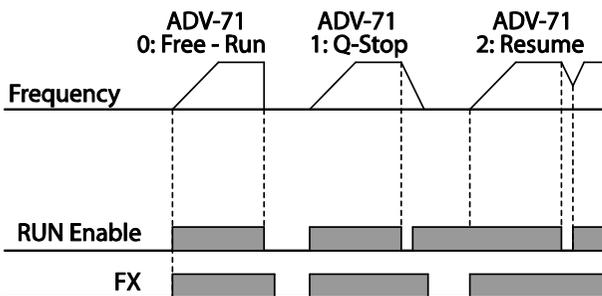 ADV-71
0: Free - Run
ADV-71
1: Q-Stop
ADV-71
2: Resume
Frequency
RUN Enable
FX